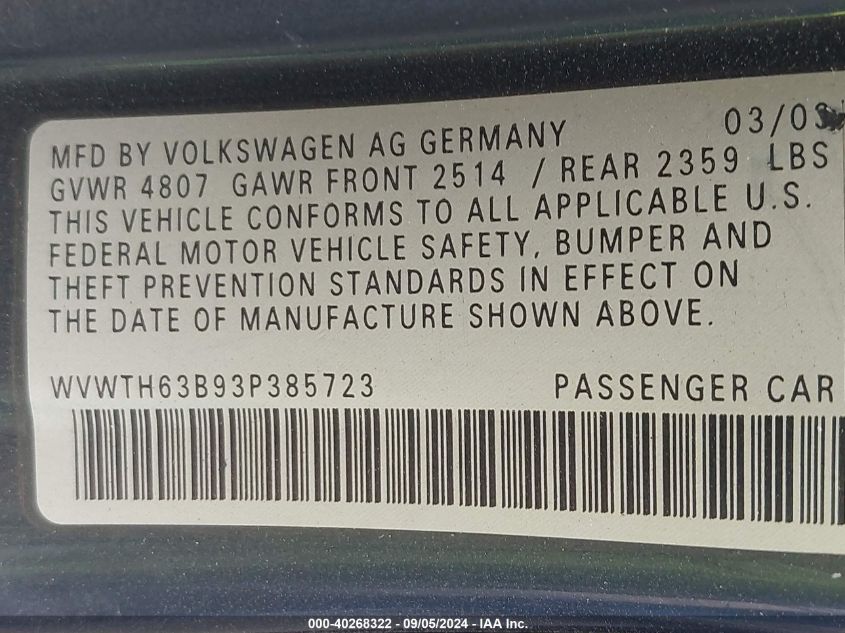 03/03
MFD BY VOLKSWAGEN AG GERMANY
GVWR 4807 GAWR FRONT 2514 / REAR 2359 LBS
THIS VEHICLE CONFORMS TO ALL APPLICABLE U.S.
FEDERAL MOTOR VEHICLE SAFETY, BUMPER AND
THEFT PREVENTION STANDARDS IN EFFECT ON
THE DATE OF MANUFACTURE SHOWN ABOVE.
WVWTH63B93P385723 PASSENGER CAR
000-40268322 - 09/05/2024 - IAA Inc.